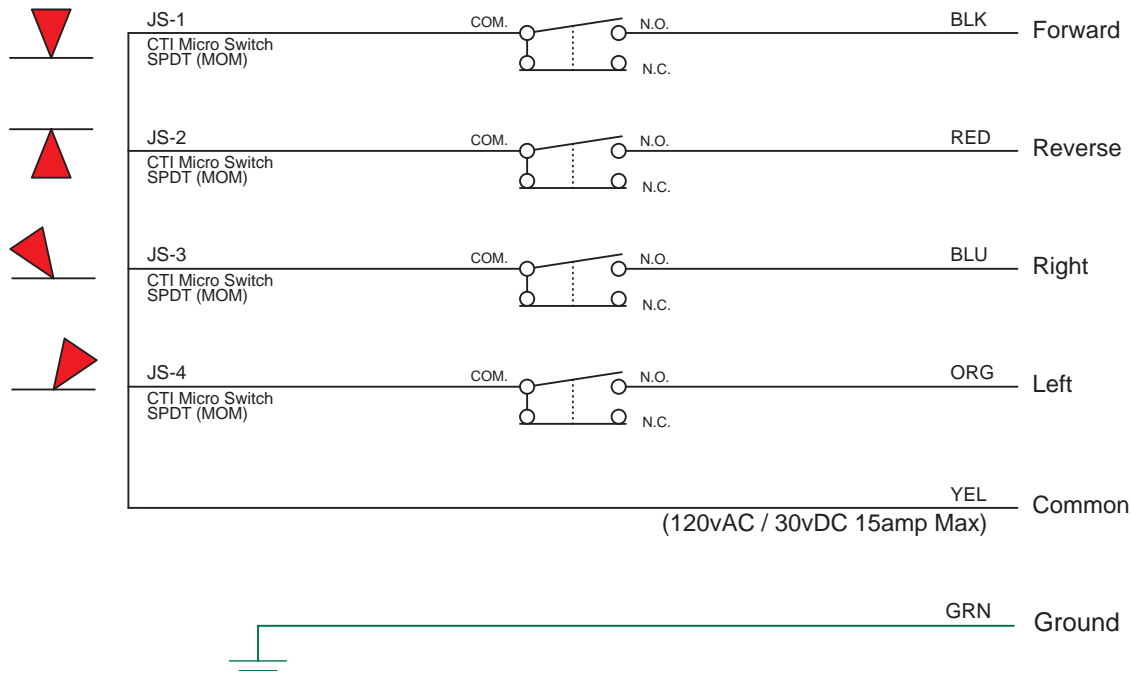 JS-1
COM.
N.O.
BLK
Forward
CTI Micro Switch
SPDT (MOM)
N.C.
JS-2
COM.
N.O.
RED
Reverse
CTI Micro Switch
SPDT (MOM)
N.C.
JS-3
COM.
N.O.
BLU
Right
CTI Micro Switch
SPDT (MOM)
N.C.
JS-4
COM.
N.O.
ORG
Left
CTI Micro Switch
SPDT (MOM)
N.C.
YEL
Common
(120vAC / 30vDC 15amp Max)
GRN
Ground